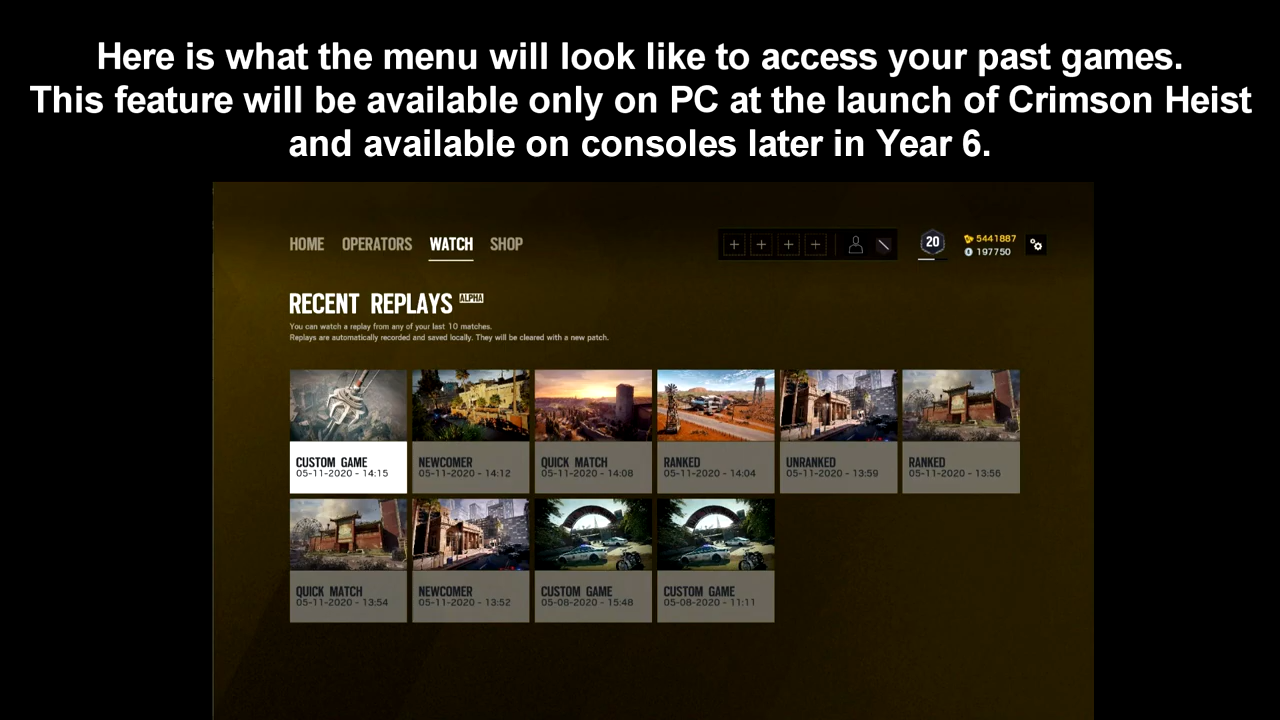 Here is what the menu will look like to access your past games.
This feature will be available only on PC at the launch of Crimson Heist
and available on consoles later in Year 6.
HOME OPERATORS WATCH SHOP
20
5441887
197750
RECENT REPLAYS ALPHA
You can watch a replay from any of your last 10 matches.
Replays are automatically recorded and saved locally. They will be cleared with a new patch.
CUSTOM GAME
05-11-2020 - 14:15
NEWCOMER
05-11-2020 - 14:12
QUICK MATCH
05-11-2020 - 14:08
RANKED
05-11-2020 - 14:04
UNRANKED
05-11-2020 - 13:59
RANKED
05-11-2020 - 13:56
QUICK MATCH
05-11-2020 - 13:54
NEWCOMER
05-11-2020 - 13:52
CUSTOM GAME
05-08-2020 - 15:48
CUSTOM GAME
05-08-2020 - 11:11